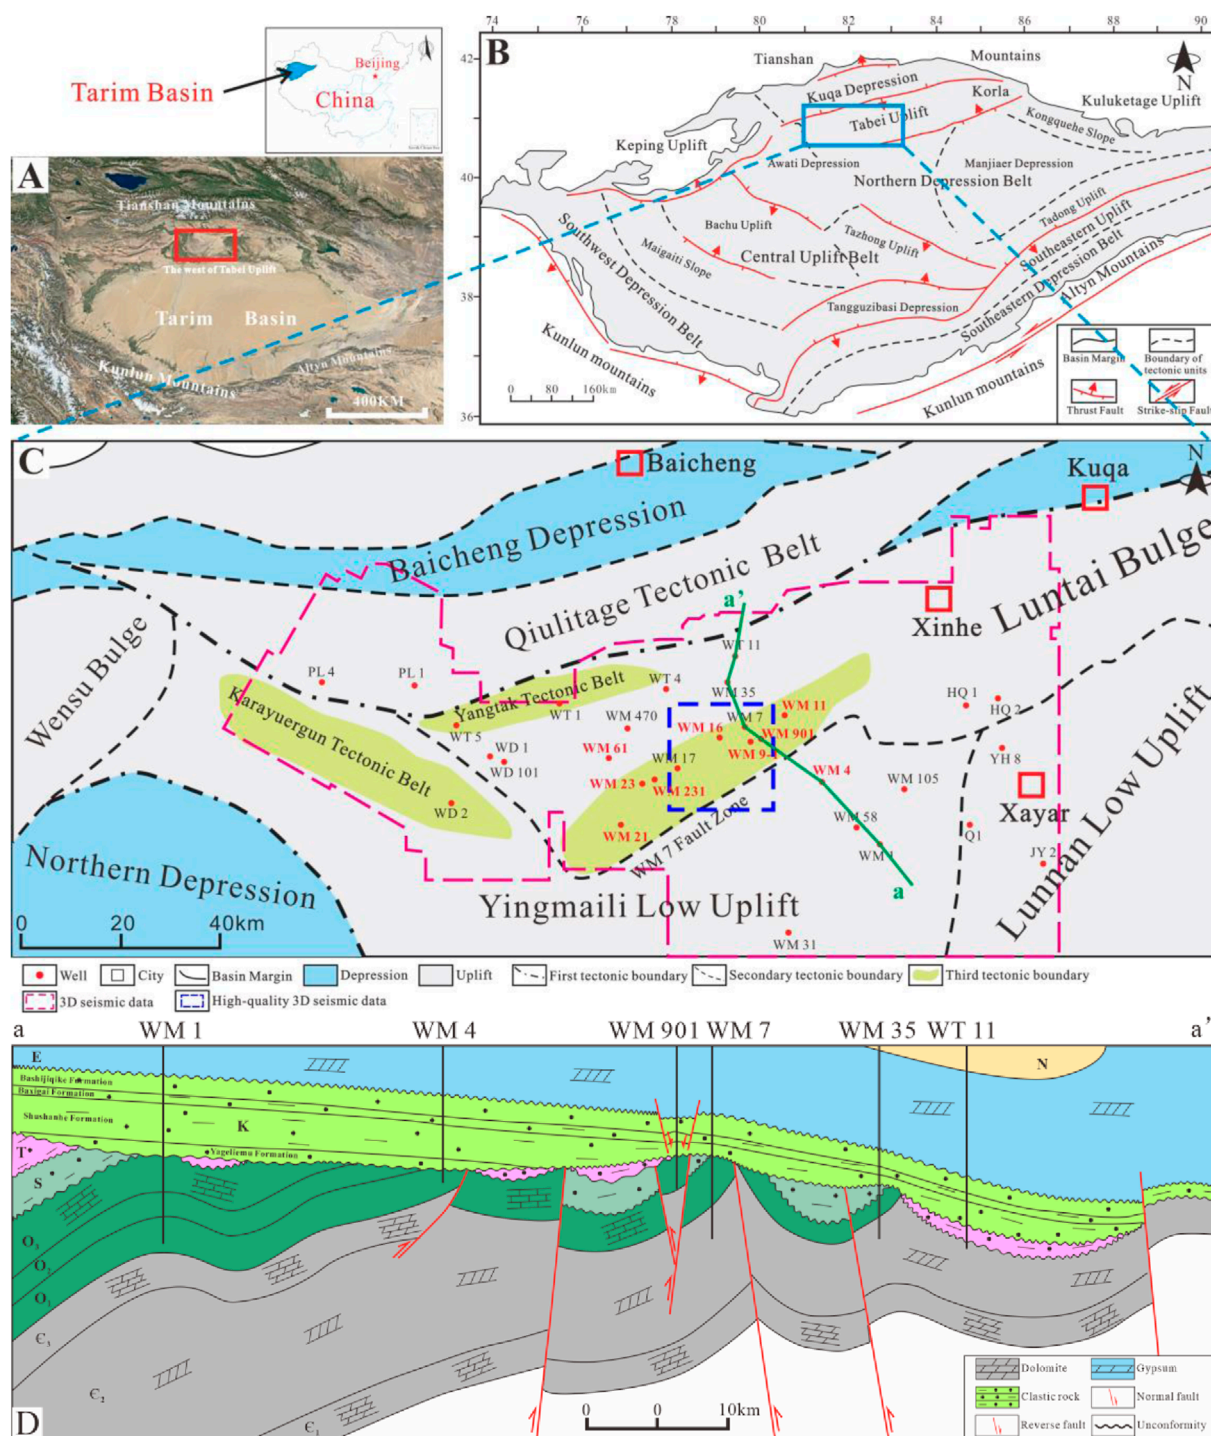 Tarim Basin
Beijing
China
A
Tianshan Mountains
The west of Tabei Uplift
Tarim Basin
Kunlun Mountains
Altyn Mountains
400KM
74 76 78 80 82 84 86 90
42
40
38
36
B
N
Tianshan Mountains
Kuqa Depression
Korla
Kuluketage Uplift
Tabei Uplift
Kongquehe Slope
Keping Uplift
Awati Depression
Manjiaer Depression
Northern Depression Belt
Bachu Uplift
Tazhong Uplift
Tadong Uplift
Southeastern Uplift
Southwest Depression Belt
Maigaiti Slope
Central Uplift Belt
Southeastern Depression Belt
Altyn Mountains
Tangguzibasi Depression
Kunlun mountains
Kunlun mountains
0 80 160km
Basin Margin
Boundary of tectonic units
Thrust Fault
Strike-slip Fault
C
N
Baicheng
Kuqa
Baicheng Depression
Qiulitage Tectonic Belt
Luntai Bulge
Xinhe
Wensu Bulge
a'
WT 11
PL 4
PL 1
Karayuergun Tectonic Belt
Yangtak Tectonic Belt
WT 4
WM 35
WT 1
WT 5
WM 470
WM 7
WM 11
HQ 1
HQ 2
WD 1
WD 101
WM 61
WM 16
WM 901
WM 9-1
YH 8
WM 17
WM 23
WM 231
WM 4
WM 105
Xayar
WD 2
WM 21
WM 7 Fault Zone
WM 58
Q1
WM 1
JY 2
a
Northern Depression
Yingmaili Low Uplift
Lunnan Low Uplift
WM 31
0 20 40km
Well
City
Basin Margin
Depression
Uplift
First tectonic boundary
Secondary tectonic boundary
Third tectonic boundary
3D seismic data
High-quality 3D seismic data
a WM 1 WM 4 WM 901 WM 7 WM 35 WT 11 a'
E
N
Bashijiqike Formation
Baxigai Formation
Shushanhe Formation
K
Yageliemu Formation
T
S
O3
O2
O1
Є3
Є2
Є1
D
0 0 10km
Dolomite
Gypsum
Clastic rock
Normal fault
Reverse fault
Unconformity